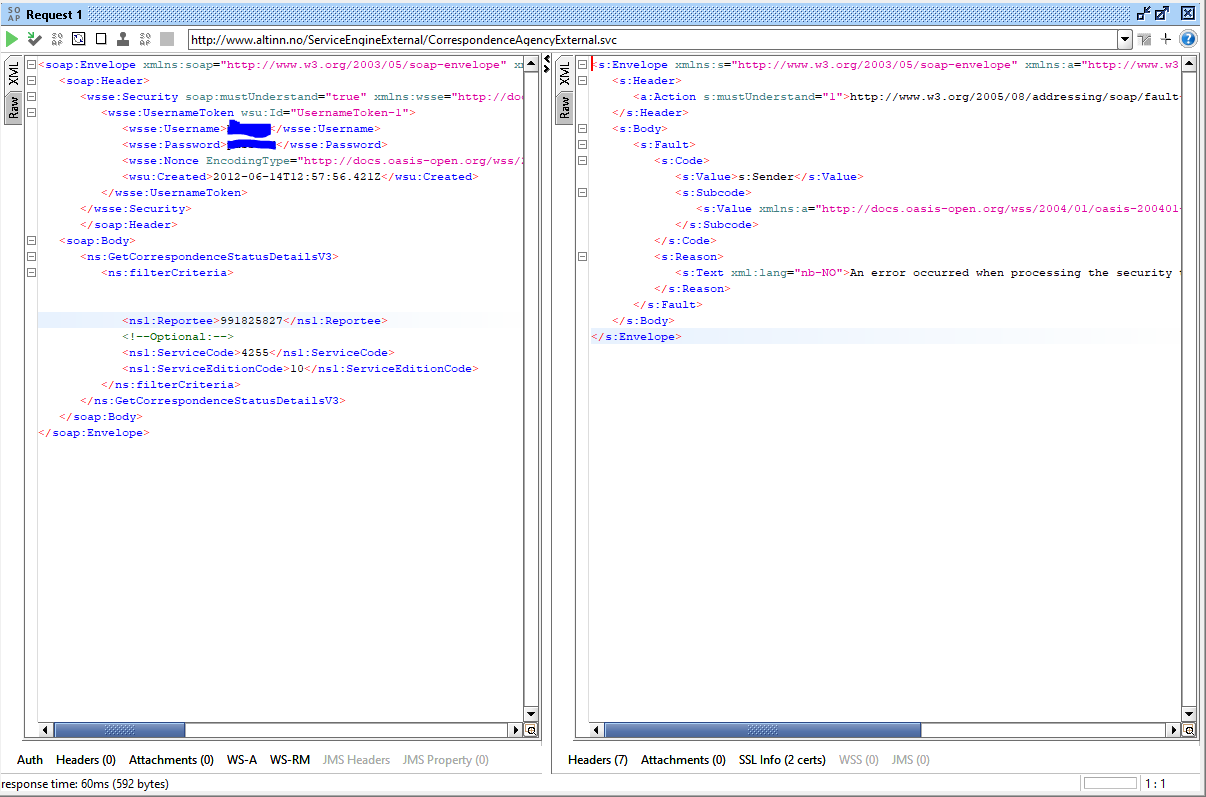 SO AP Request 1
http://www.altinn.no/ServiceEngineExternal/CorrespondenceAgencyExternal.svc
XML
Raw
<soap:Envelope xmlns:soap="http://www.w3.org/2003/05/soap-envelope" x
<soap:Header>
<wsse:Security soap:mustUnderstand="true" xmlns:wsse="http://do
<wsse:UsernameToken wsu:Id="UsernameToken-1">
<wsse:Username></wsse:Username>
<wsse:Password></wsse:Password>
<wsse:Nonce EncodingType="http://docs.oasis-open.org/wss/2
<wsu:Created>2012-06-14T12:57:56.421Z</wsu:Created>
</wsse:UsernameToken>
</wsse:Security>
</soap:Header>
<soap:Body>
<ns:GetCorrespondenceStatusDetailsV3>
<ns:filterCriteria>
<ns1:Reportee>991825827</ns1:Reportee>
<!--Optional:-->
<ns1:ServiceCode>4255</ns1:ServiceCode>
<ns1:ServiceEditionCode>10</ns1:ServiceEditionCode>
</ns:filterCriteria>
</ns:GetCorrespondenceStatusDetailsV3>
</soap:Body>
</soap:Envelope>
XML
Raw
<s:Envelope xmlns:s="http://www.w3.org/2003/05/soap-envelope" xmlns:a="http://www.w3
<s:Header>
<a:Action s:mustUnderstand="1">http://www.w3.org/2005/08/addressing/soap/fault
</s:Header>
<s:Body>
<s:Fault>
<s:Code>
<s:Value>s:Sender</s:Value>
<s:Subcode>
<s:Value xmlns:a="http://docs.oasis-open.org/wss/2004/01/oasis-200401-
</s:Subcode>
</s:Code>
<s:Reason>
<s:Text xml:lang="nb-NO">An error occurred when processing the security
</s:Reason>
</s:Fault>
</s:Body>
</s:Envelope>
Auth Headers (0) Attachments (0) WS-A WS-RM JMS Headers JMS Property (0)
Headers (7) Attachments (0) SSL Info (2 certs) WSS (0) JMS (0)
response time: 60ms (592 bytes)
1 : 1